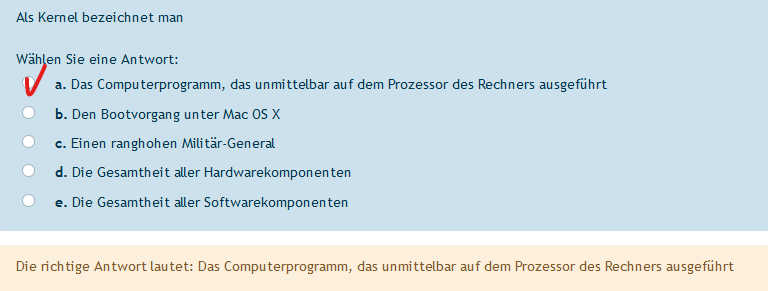 Als Kernel bezeichnet man
Wählen Sie eine Antwort:
a. Das Computerprogramm, das unmittelbar auf dem Prozessor des Rechners ausgeführt
b. Den Bootvorgang unter Mac OS X
c. Einen ranghohen Militär-General
d. Die Gesamtheit aller Hardwarekomponenten
e. Die Gesamtheit aller Softwarekomponenten
Die richtige Antwort lautet: Das Computerprogramm, das unmittelbar auf dem Prozessor des Rechners ausgeführt